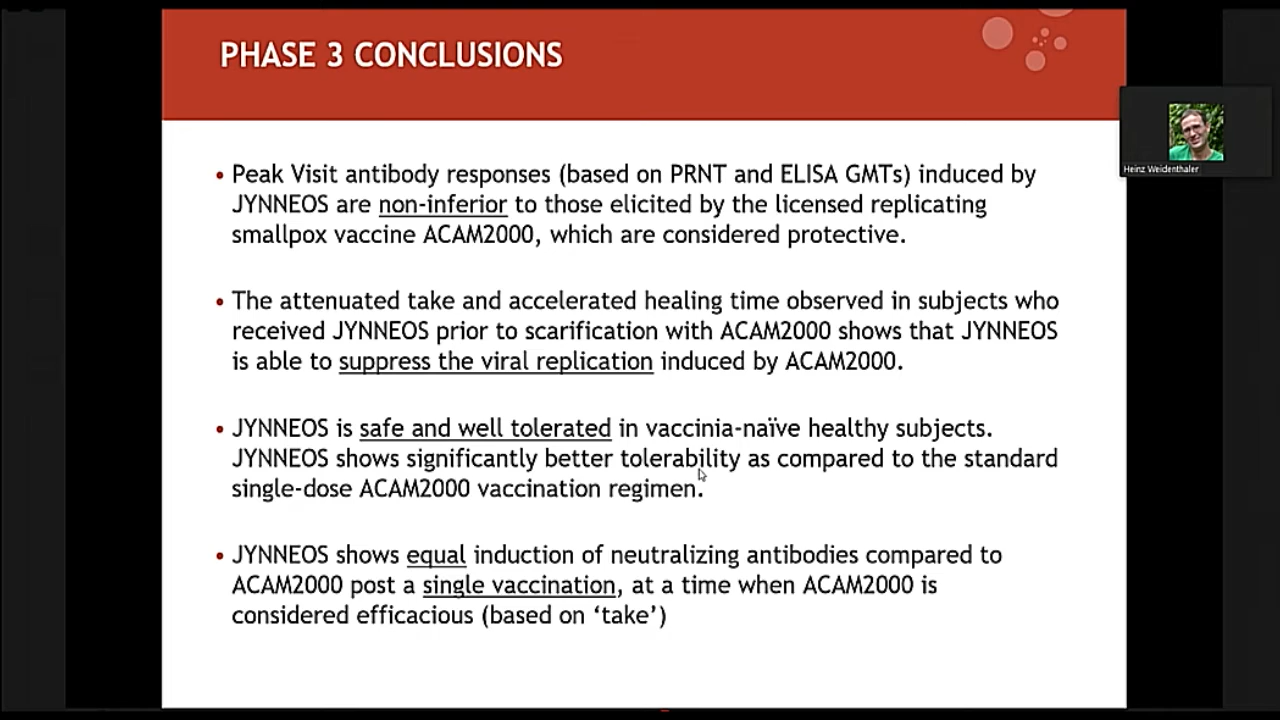 PHASE 3 CONCLUSIONS
• Peak Visit antibody responses (based on PRNT and ELISA GMTs) induced by
JYNNEOS are non-inferior to those elicited by the licensed replicating
smallpox vaccine ACAM2000, which are considered protective.
• The attenuated take and accelerated healing time observed in subjects who
received JYNNEOS prior to scarification with ACAM2000 shows that JYNNEOS
is able to suppress the viral replication induced by ACAM2000.
• JYNNEOS is safe and well tolerated in vaccinia-naïve healthy subjects.
JYNNEOS shows significantly better tolerability as compared to the standard
single-dose ACAM2000 vaccination regimen.
• JYNNEOS shows equal induction of neutralizing antibodies compared to
ACAM2000 post a single vaccination, at a time when ACAM2000 is
considered efficacious (based on ‘take’)
Heinz Weidenthaler